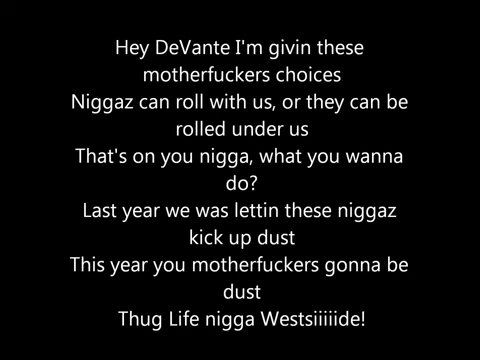 Hey DeVante I'm givin these
motherfuckers choices
Niggaz can roll with us, or they can be
rolled under us
That's on you nigga, what you wanna
do?
Last year we was lettin these niggaz
kick up dust
This year you motherfuckers gonna be
dust
Thug Life nigga Westsiiiiide!